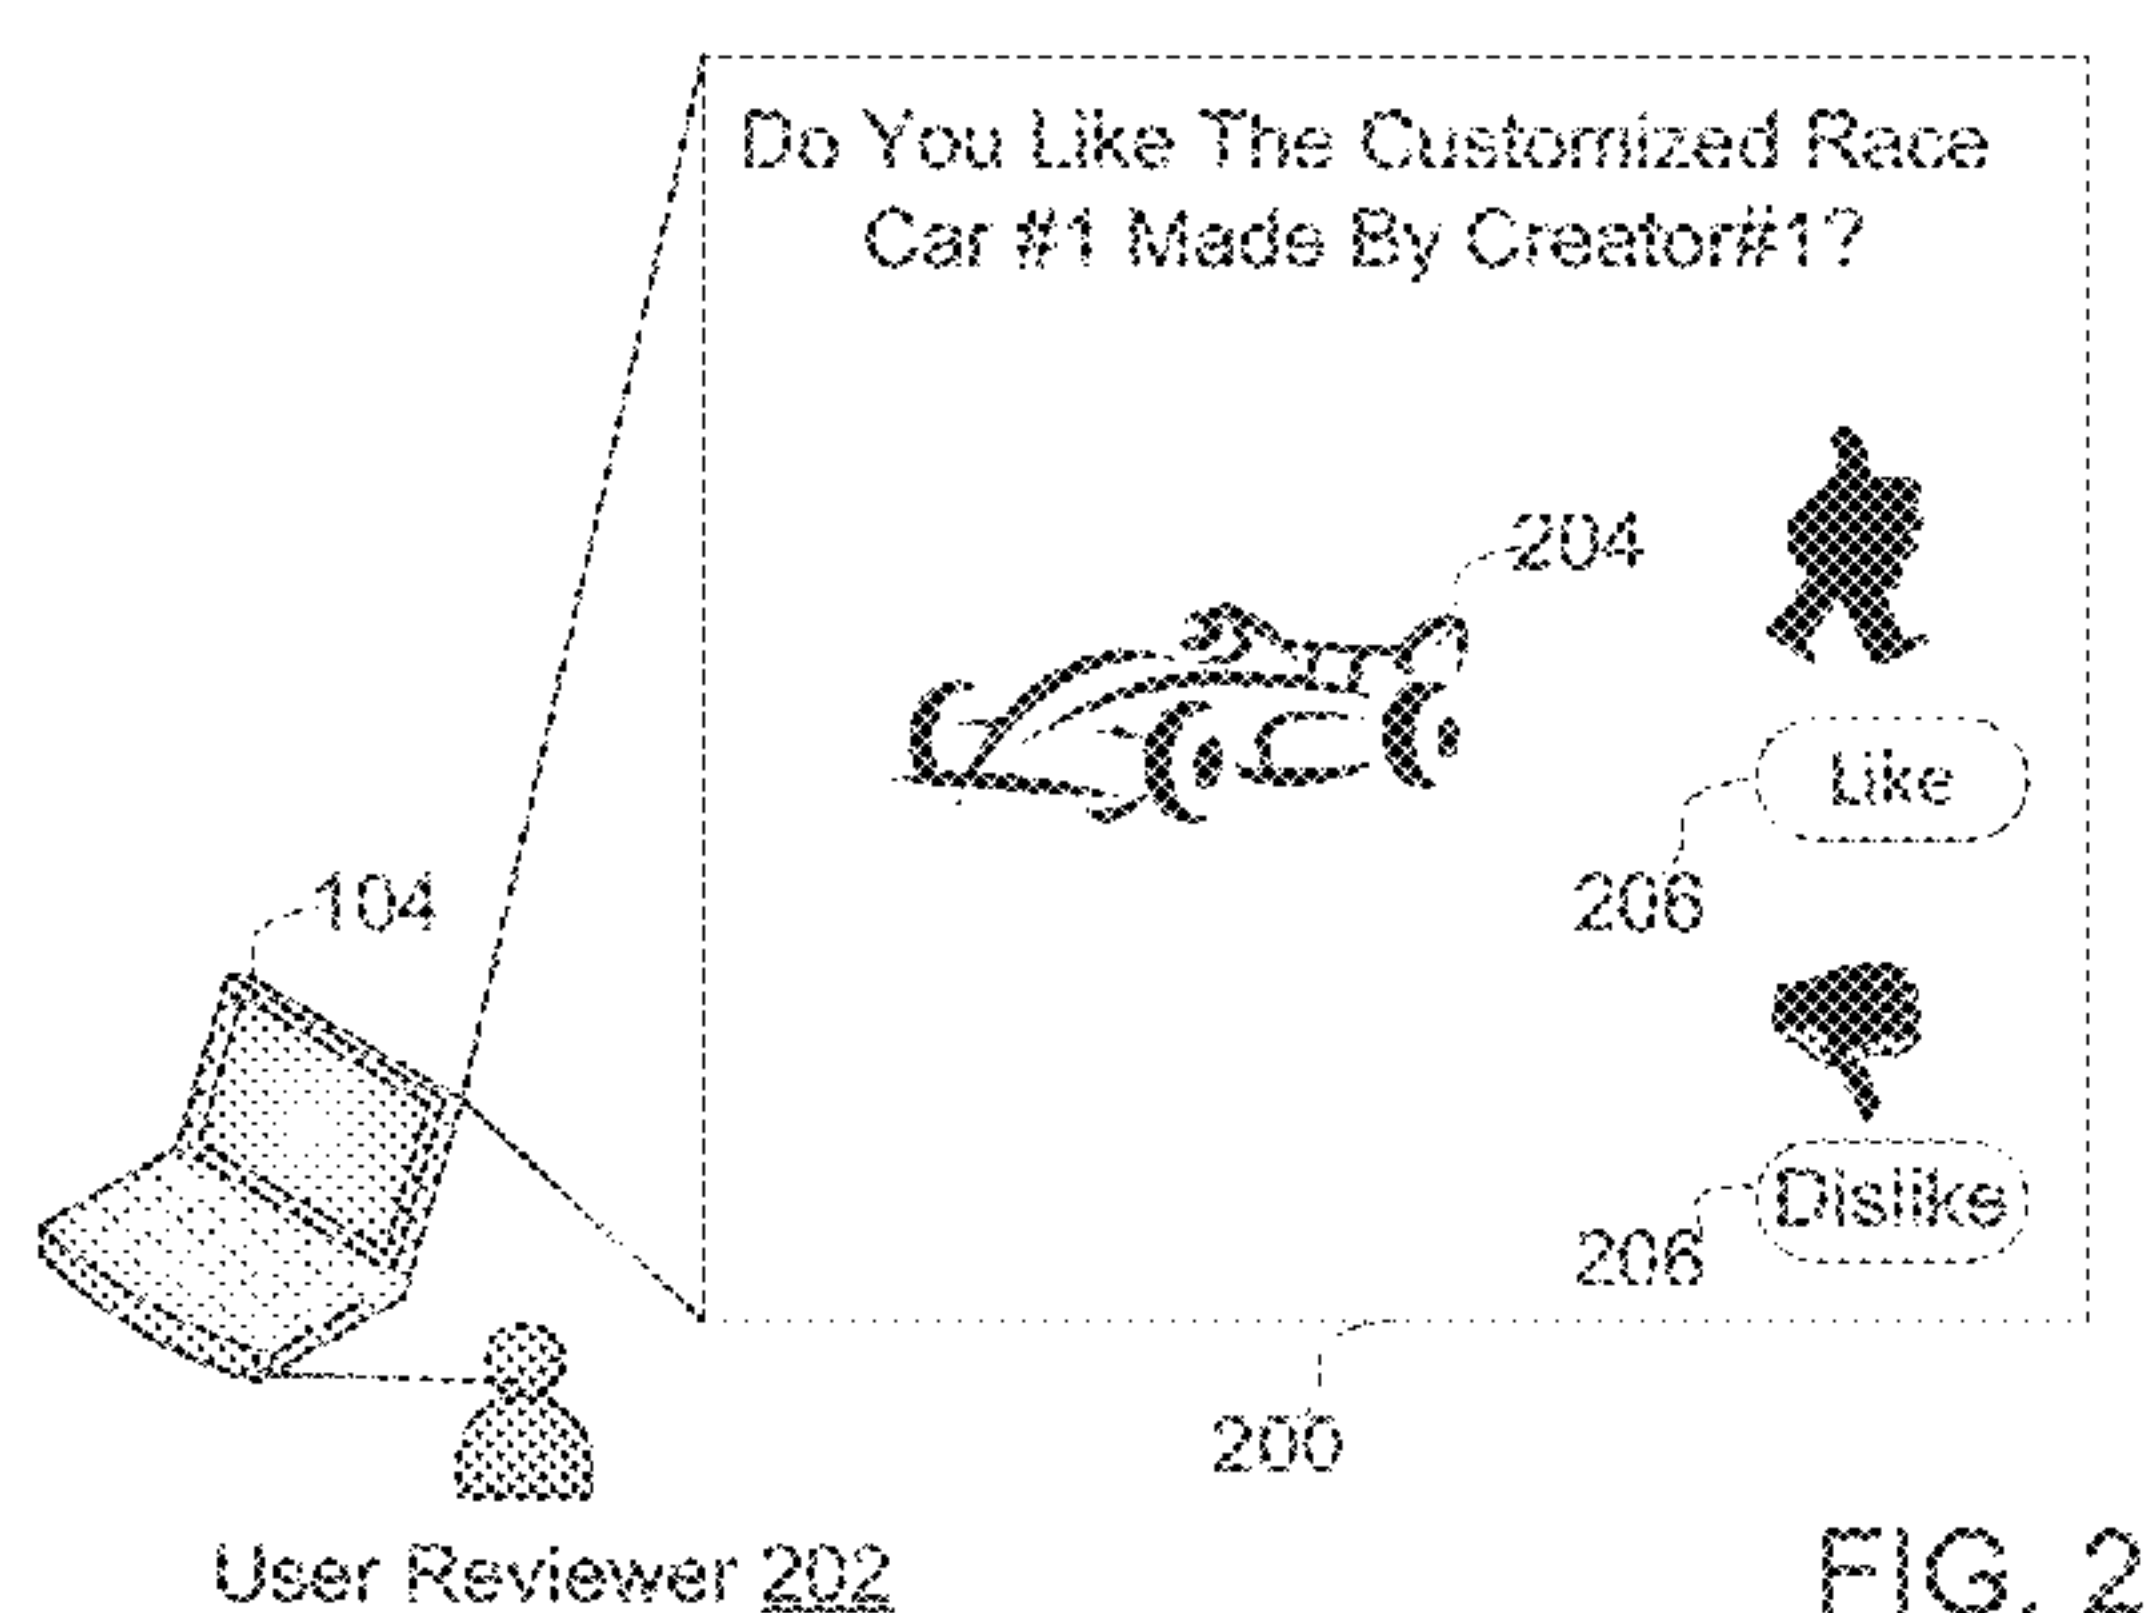 Do You Like The Customized Race
Car #1 Made By Creator#1?
204
Like
206
104
Dislike
206
200
User Reviewer 202
FIG. 2